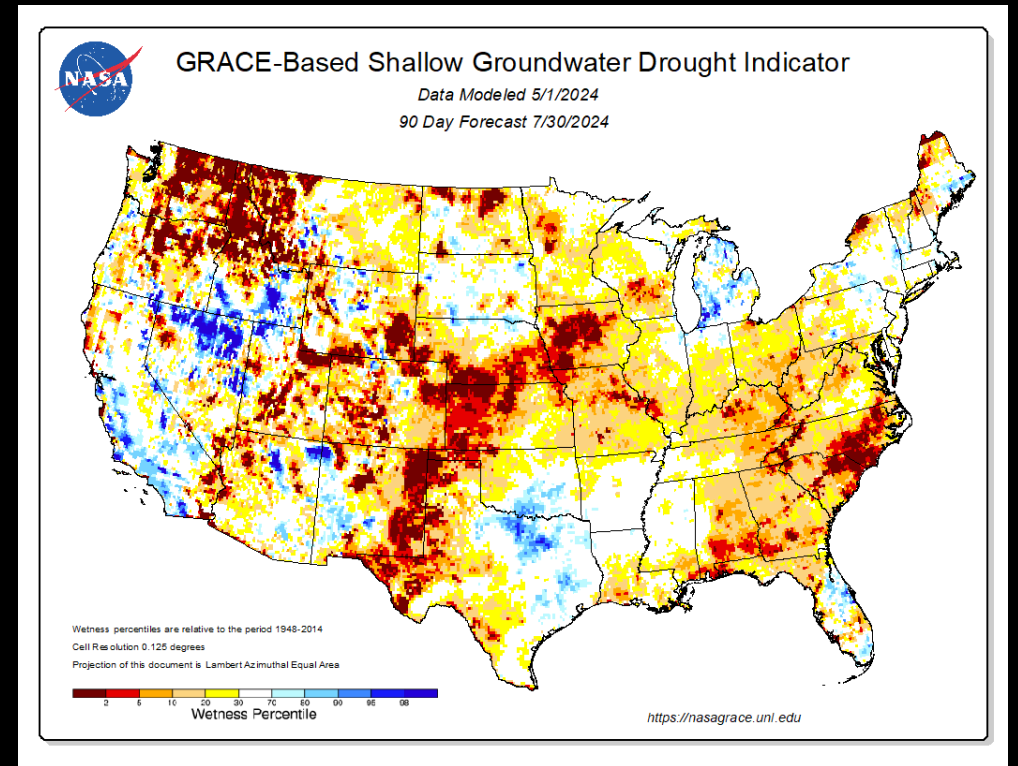 NASA
GRACE-Based Shallow Groundwater Drought Indicator
Data Modeled 5/1/2024
90 Day Forecast 7/30/2024
Wetness percentiles are relative to the period 1948-2014
Cell Resolution 0.125 degrees
Projection of this document is Lambert Azimuthal Equal Area
2 5 10 20 30 70 80 90 95 98
Wetness Percentile
https://nasagrace.unl.edu